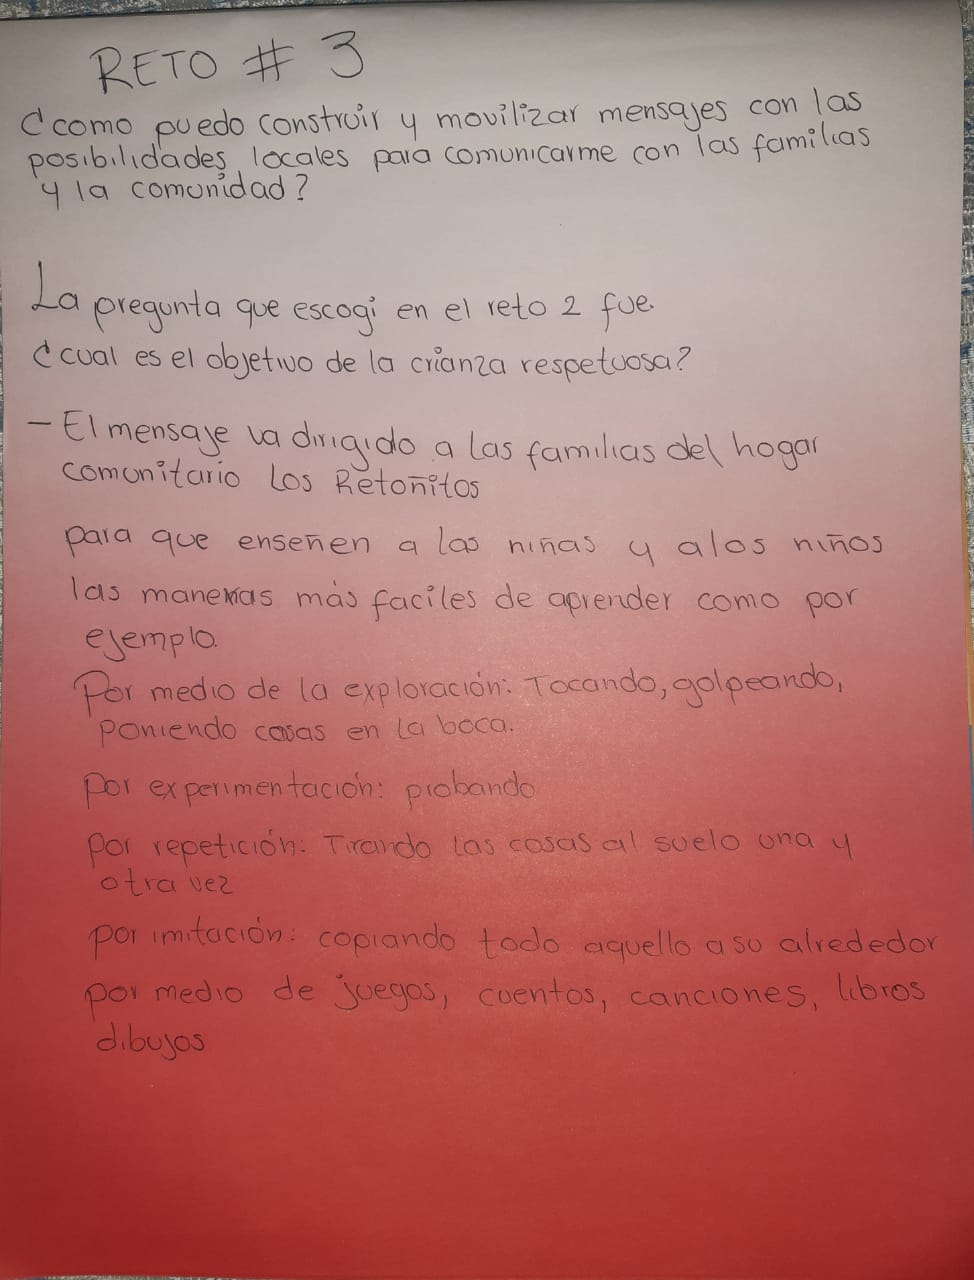 RETO # 3
¿como puedo construir y movilizar mensajes con las
posibilidades locales para comunicarme con las familias
y la comunidad?
La pregunta que escogi en el reto 2 fue.
¿cual es el objetivo de la crianza respetuosa?
- El mensaje va dirigido a las familias del hogar
comunitario Los Retoñitos
para que enseñen a las niñas y alos niños
las maneras más faciles de aprender como por
ejemplo.
Por medio de la exploración: Tocando, golpeando,
poniendo cosas en la boca.
por experimentación: probando
por repetición: Tirando las cosas al suelo una y
otra vez
por imitación: copiando todo aquello a su alrededor
por medio de juegos, cuentos, canciones, libros
dibujos